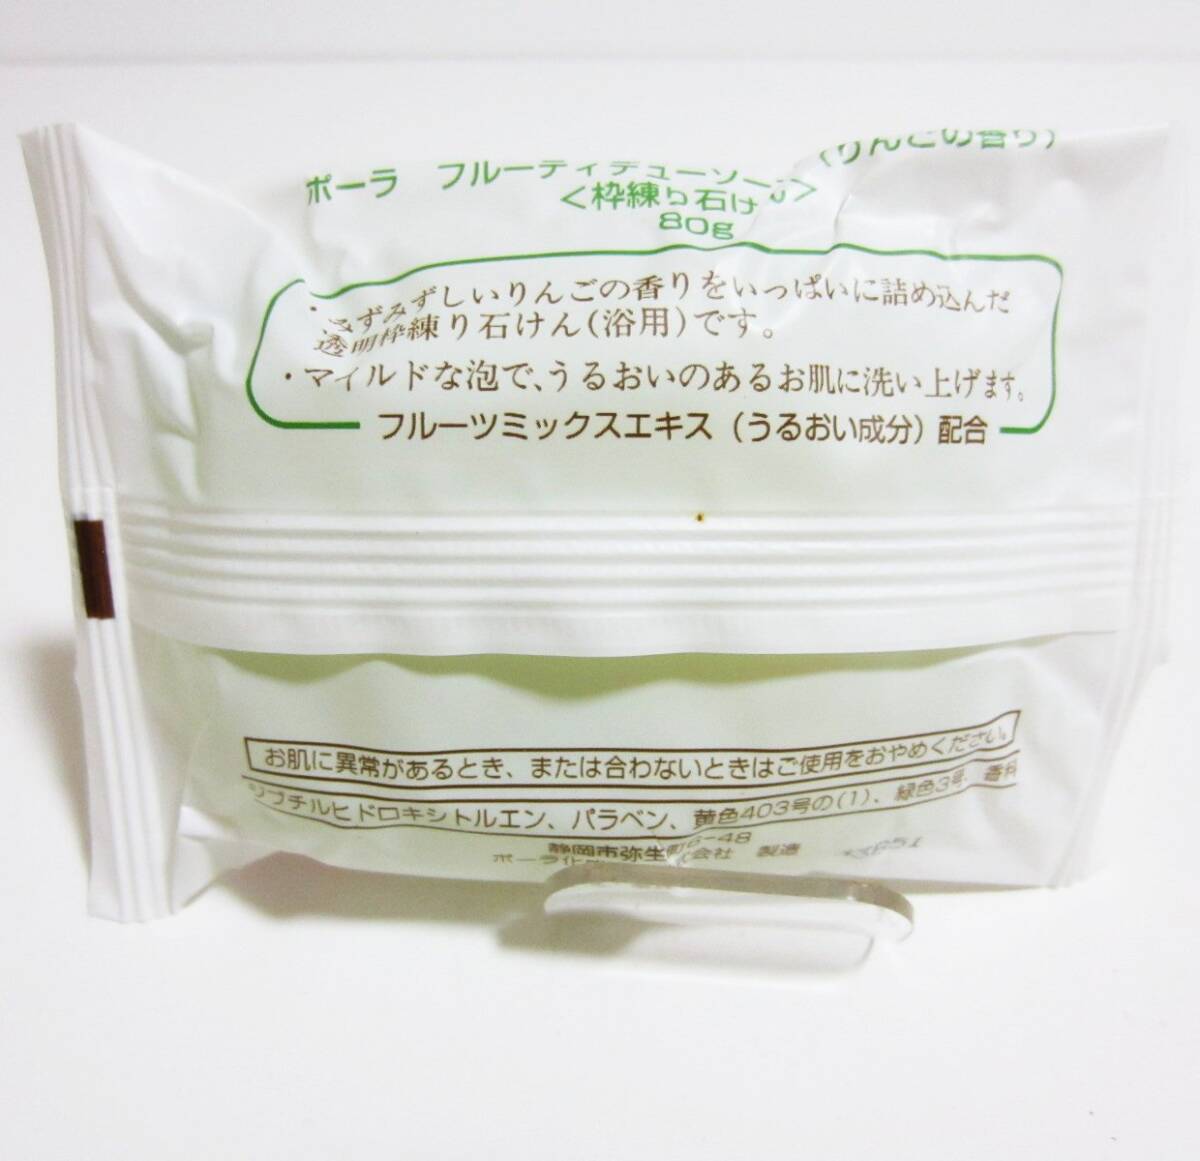 ポーラ フルーティデューソープ (りんごの香り)
<枠練り石けん>
80g
・みずみずしいりんごの香りをいっぱいに詰め込んだ
透明枠練り石けん(浴用)です。
・マイルドな泡で、うるおいのあるお肌に洗い上げます。
フルーツミックスエキス (うるおい成分) 配合
お肌に異常があるとき、または合わないときはご使用をおやめください。
ジブチルヒドロキシトルエン、パラベン、黄色403号の(1)、緑色3号、香料
静岡市弥生町6-48
ポーラ化 式会社 製造